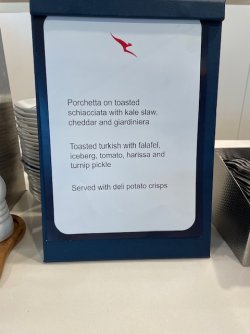 Porchetta on toasted
schiacciata with kale slaw,
cheddar and giardiniera
Toasted turkish with falafel,
iceberg, tomato, harissa and
turnip pickle
Served with deli potato crisps